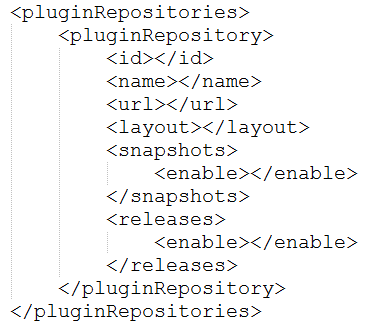 <pluginRepositories>
    <pluginRepository>
        <id></id>
        <name></name>
        <url></url>
        <layout></layout>
        <snapshots>
            <enable></enable>
        </snapshots>
        <releases>
            <enable></enable>
        </releases>
    </pluginRepository>
</pluginRepositories>